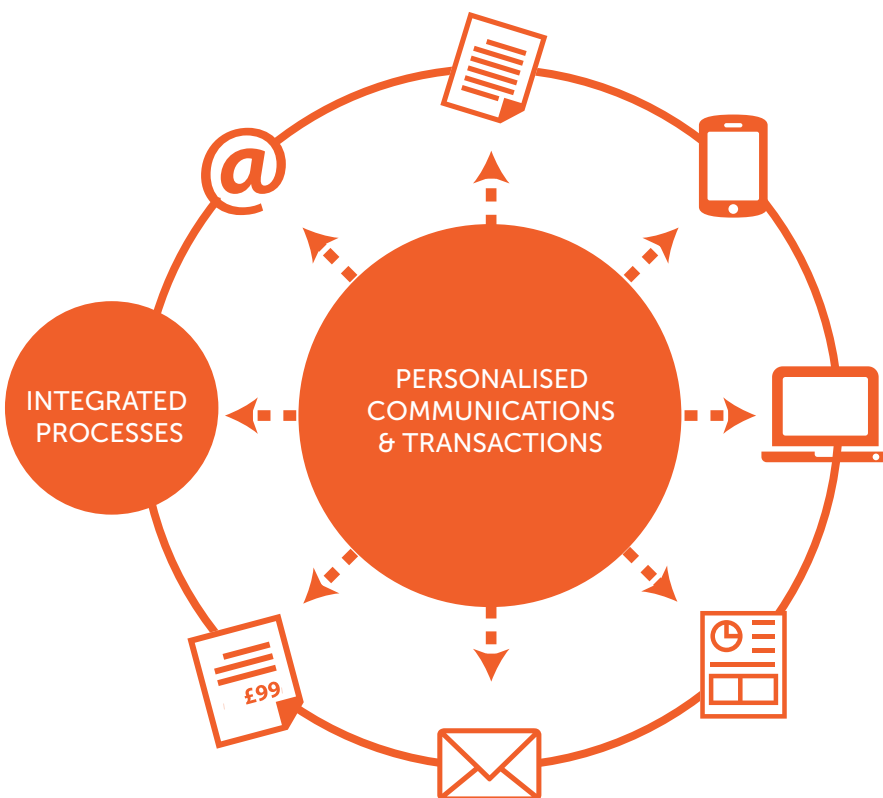 @
INTEGRATED
PROCESSES
PERSONALISED
COMMUNICATIONS
& TRANSACTIONS
£99